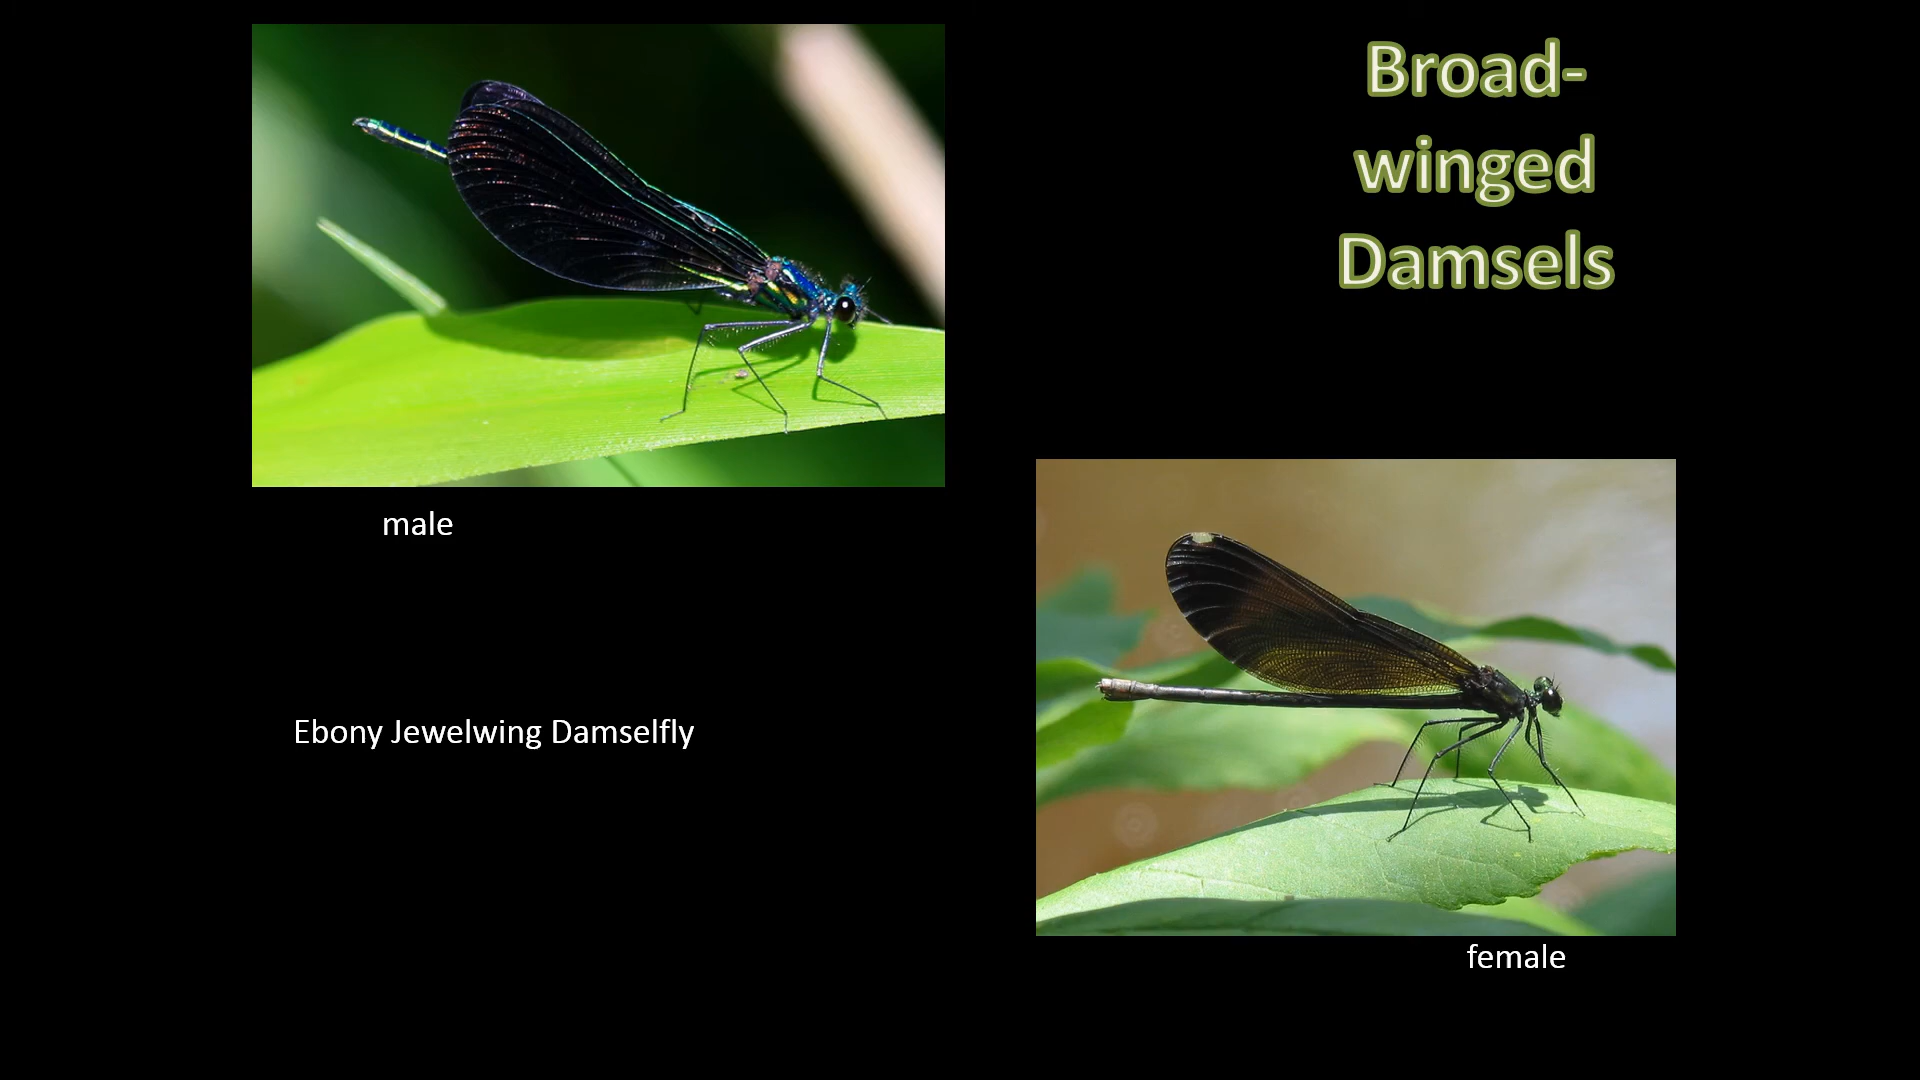 Broad-
winged
Damsels
male
Ebony Jewelwing Damselfly
female